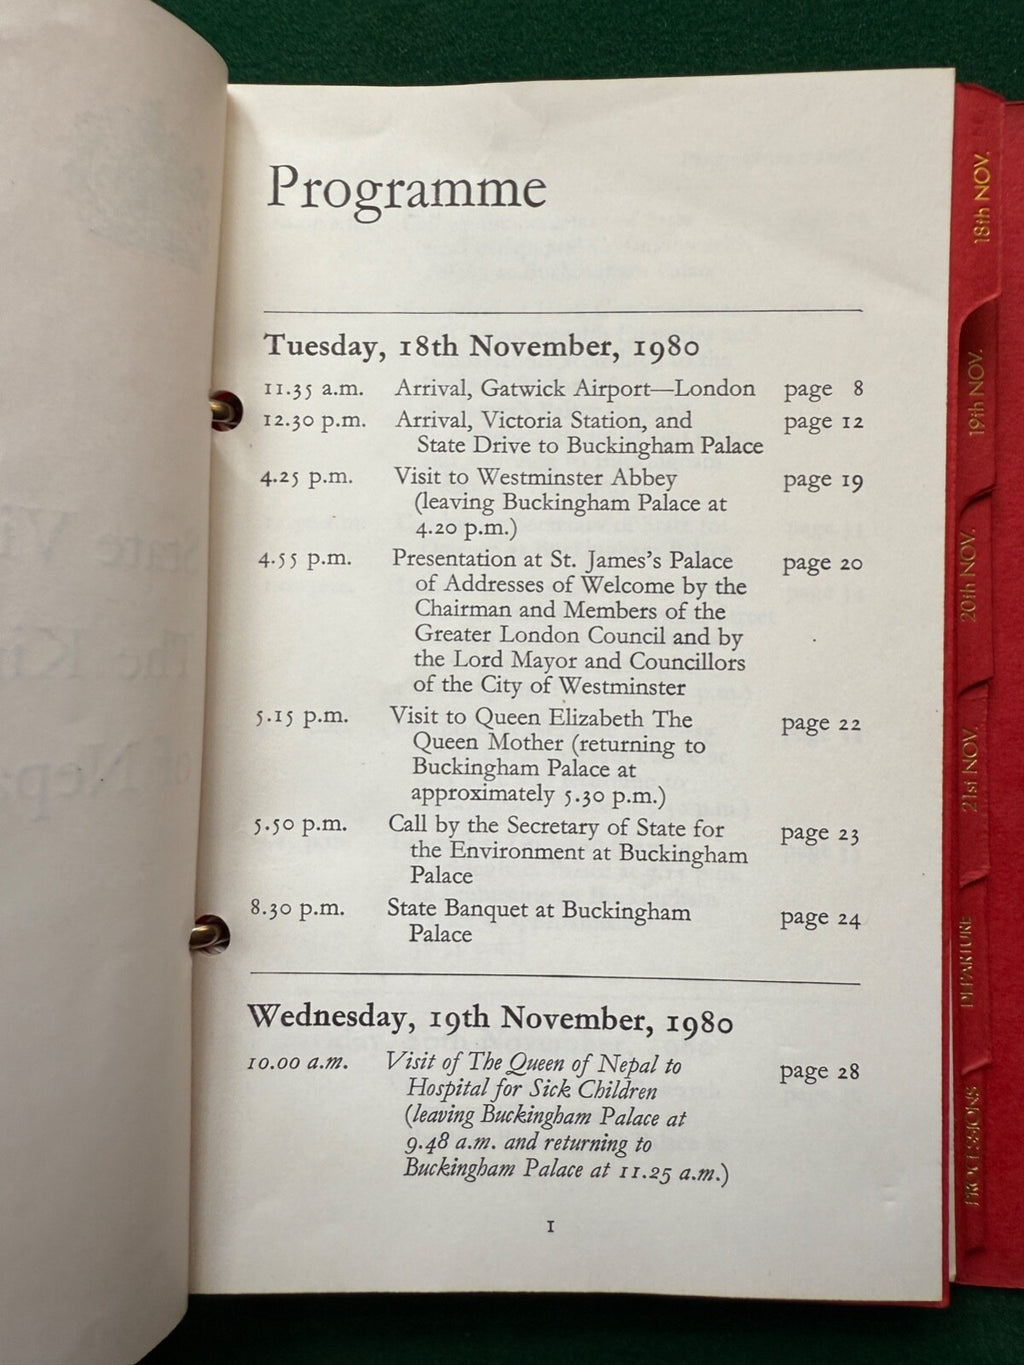 Programme
Tuesday, 18th November, 1980
11.35 a.m. Arrival, Gatwick Airport—London page 8
12.30 p.m. Arrival, Victoria Station, and page 12
State Drive to Buckingham Palace
4.25 p.m. Visit to Westminster Abbey page 19
(leaving Buckingham Palace at
4.20 p.m.)
4.55 p.m. Presentation at St. James's Palace page 20
of Addresses of Welcome by the
Chairman and Members of the
Greater London Council and by
the Lord Mayor and Councillors
of the City of Westminster
5.15 p.m. Visit to Queen Elizabeth The page 22
Queen Mother (returning to
Buckingham Palace at
approximately 5.30 p.m.)
5.50 p.m. Call by the Secretary of State for page 23
the Environment at Buckingham
Palace
8.30 p.m. State Banquet at Buckingham page 24
Palace
Wednesday, 19th November, 1980
10.00 a.m. Visit of The Queen of Nepal to page 28
Hospital for Sick Children
(leaving Buckingham Palace at
9.48 a.m. and returning to
Buckingham Palace at 11.25 a.m.)
1
18th NOV.
19th NOV.
20th NOV.
21st NOV.
DEPARTURE
PROCESSIONS